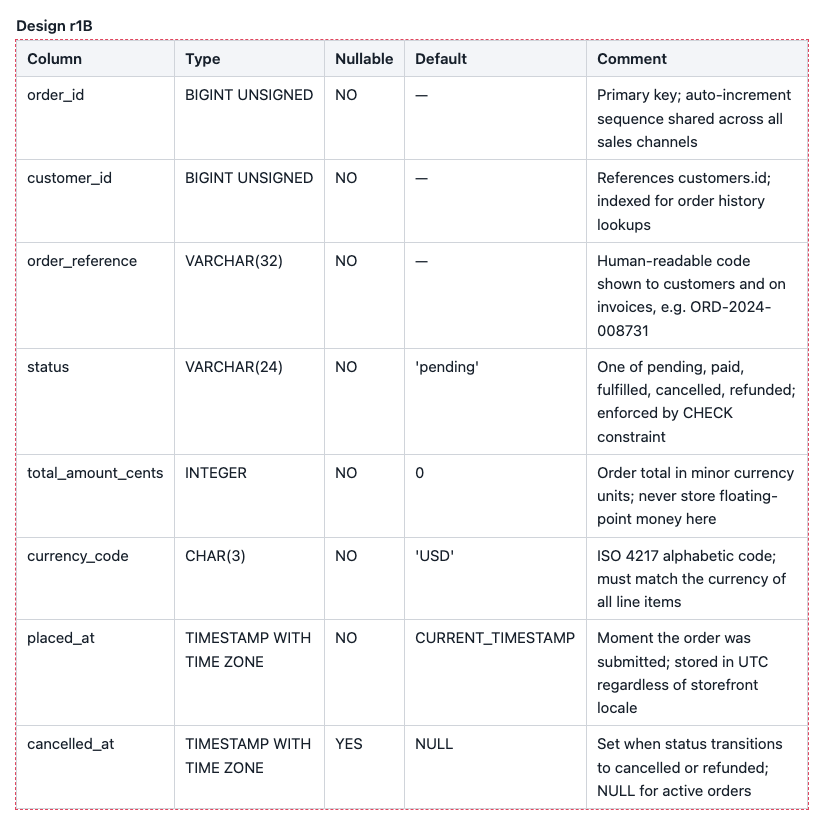 Design r1B
Column Type Nullable Default Comment
order_id BIGINT UNSIGNED NO — Primary key; auto-increment
sequence shared across all
sales channels
customer_id BIGINT UNSIGNED NO — References customers.id;
indexed for order history
lookups
order_reference VARCHAR(32) NO — Human-readable code
shown to customers and on
invoices, e.g. ORD-2024-
008731
status VARCHAR(24) NO 'pending' One of pending, paid,
fulfilled, cancelled, refunded;
enforced by CHECK
constraint
total_amount_cents INTEGER NO 0 Order total in minor currency
units; never store floating-
point money here
currency_code CHAR(3) NO 'USD' ISO 4217 alphabetic code;
must match the currency of
all line items
placed_at TIMESTAMP WITH NO CURRENT_TIMESTAMP Moment the order was
TIME ZONE submitted; stored in UTC
regardless of storefront
locale
cancelled_at TIMESTAMP WITH YES NULL Set when status transitions
TIME ZONE to cancelled or refunded;
NULL for active orders